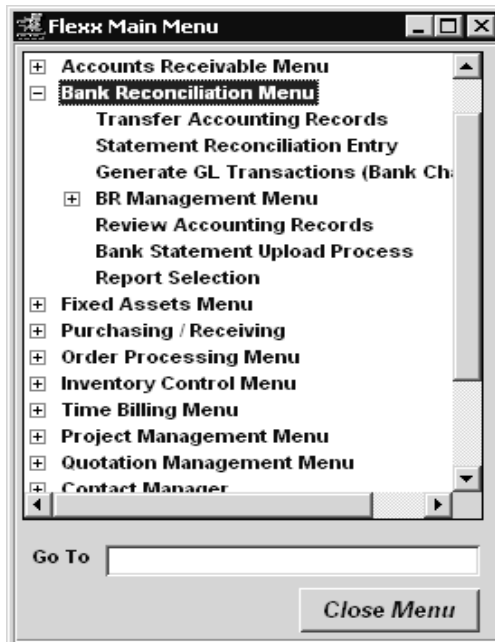 Flexx Main Menu
Accounts Receivable Menu
Bank Reconciliation Menu
Transfer Accounting Records
Statement Reconciliation Entry
Generate GL Transactions (Bank Ch
BR Management Menu
Review Accounting Records
Bank Statement Upload Process
Report Selection
Fixed Assets Menu
Purchasing / Receiving
Order Processing Menu
Inventory Control Menu
Time Billing Menu
Project Management Menu
Quotation Management Menu
Contact Manager
Go To
Close Menu